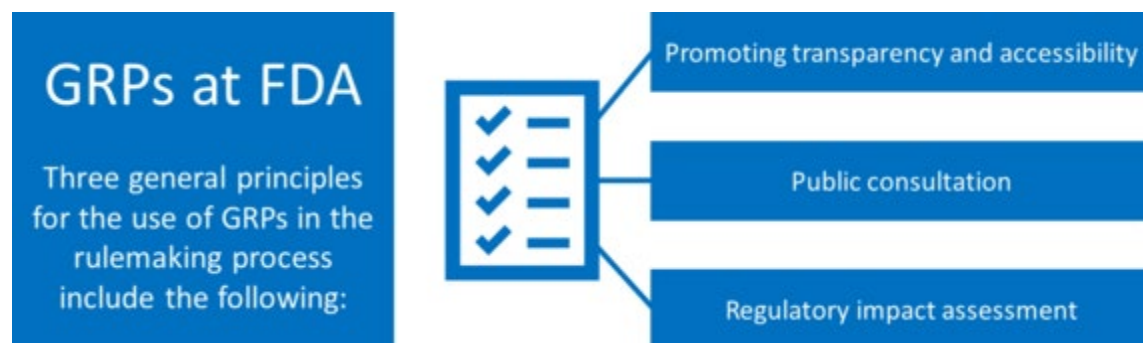 GRPs at FDA
Three general principles
for the use of GRPs in the
rulemaking process
include the following:
Promoting transparency and accessibility
Public consultation
Regulatory impact assessment